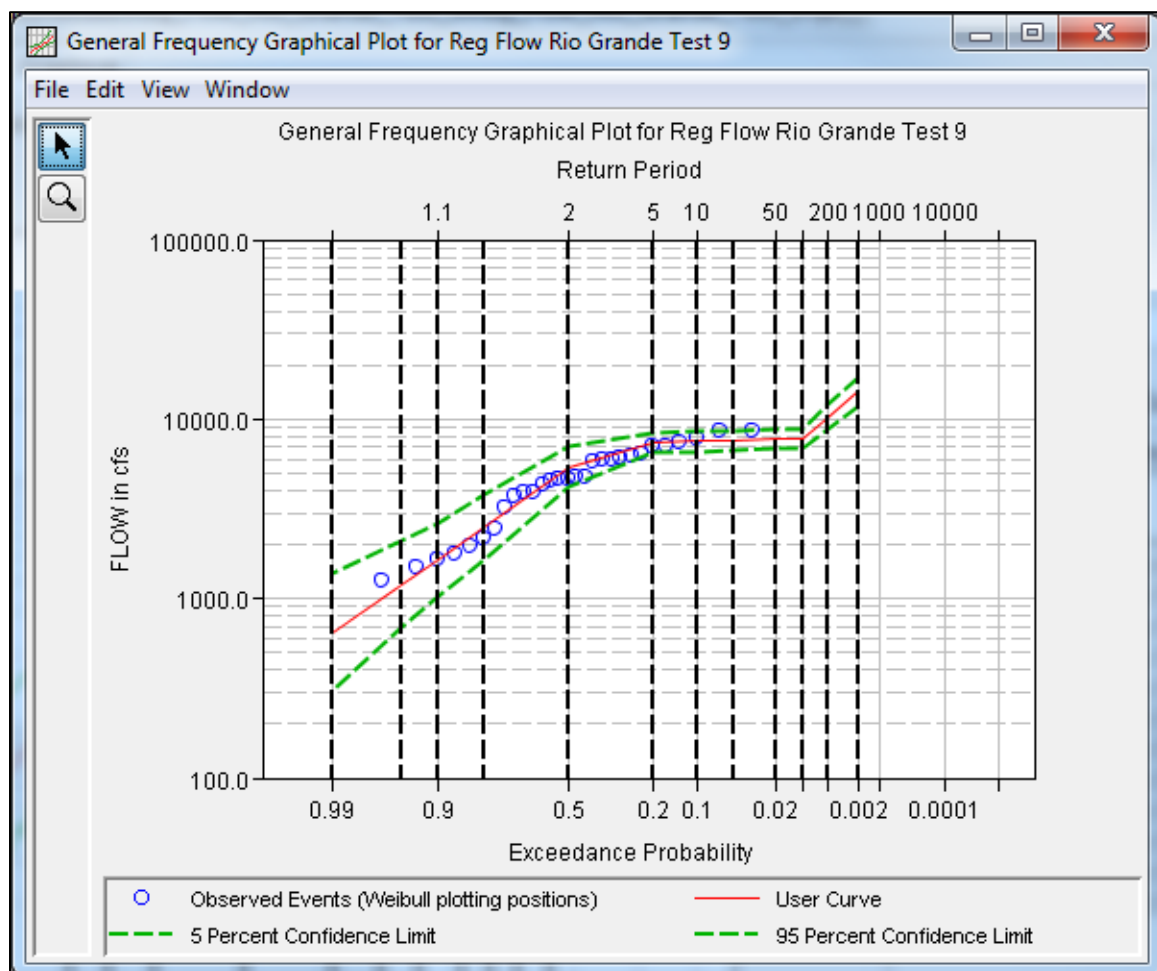 General Frequency Graphical Plot for Reg Flow Rio Grande Test 9
File Edit View Window
General Frequency Graphical Plot for Reg Flow Rio Grande Test 9
Return Period
1.1 2 5 10 50 200 1000 10000
100000.0
10000.0
1000.0
100.0
FLOW in cfs
0.99 0.9 0.5 0.2 0.1 0.02 0.002 0.0001
Exceedance Probability
Observed Events (Weibull plotting positions) User Curve
5 Percent Confidence Limit 95 Percent Confidence Limit